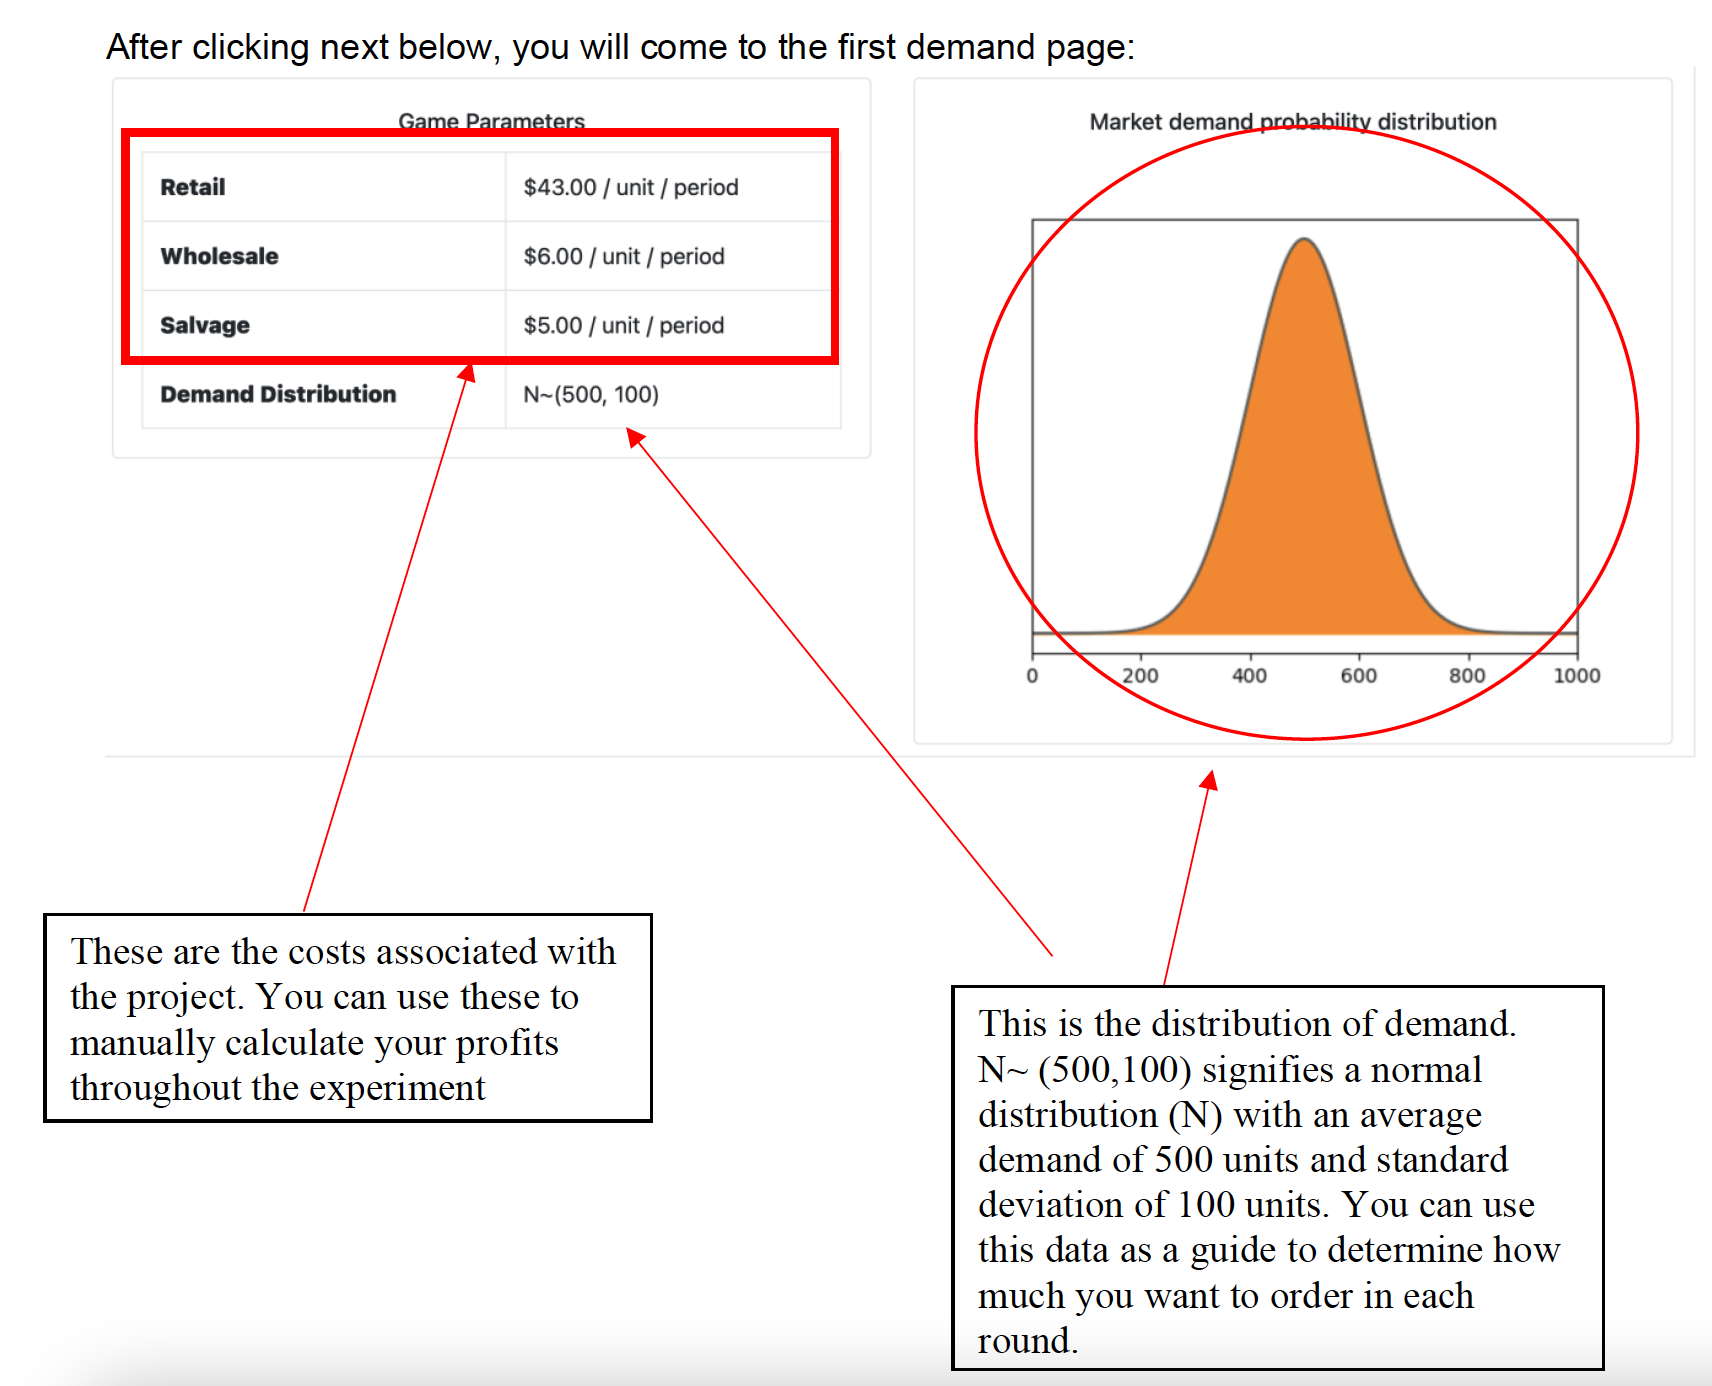 After clicking next below, you will come to the first demand page:
Game Parameters
Retail $43.00 / unit / period
Wholesale $6.00 / unit / period
Salvage $5.00 / unit / period
Demand Distribution N~(500, 100)
Market demand probability distribution
0 200 400 600 800 1000
These are the costs associated with
the project. You can use these to
manually calculate your profits
throughout the experiment
This is the distribution of demand.
N~ (500,100) signifies a normal
distribution (N) with an average
demand of 500 units and standard
deviation of 100 units. You can use
this data as a guide to determine how
much you want to order in each
round.